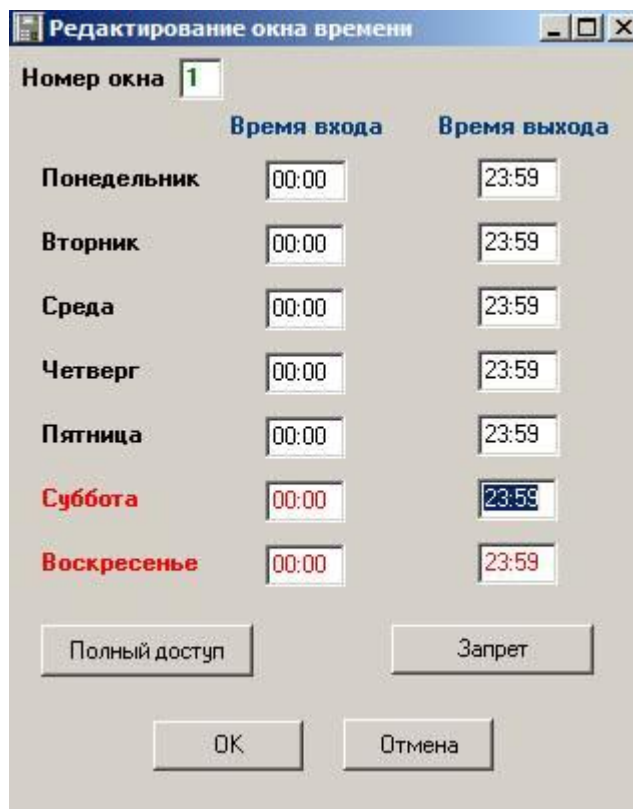 Редактирование окна времени
Номер окна 1
Время входа Время выхода
Понедельник 00:00 23:59
Вторник 00:00 23:59
Среда 00:00 23:59
Четверг 00:00 23:59
Пятница 00:00 23:59
Суббота 00:00 23:59
Воскресенье 00:00 23:59
Полный доступ Запрет
OK Отмена